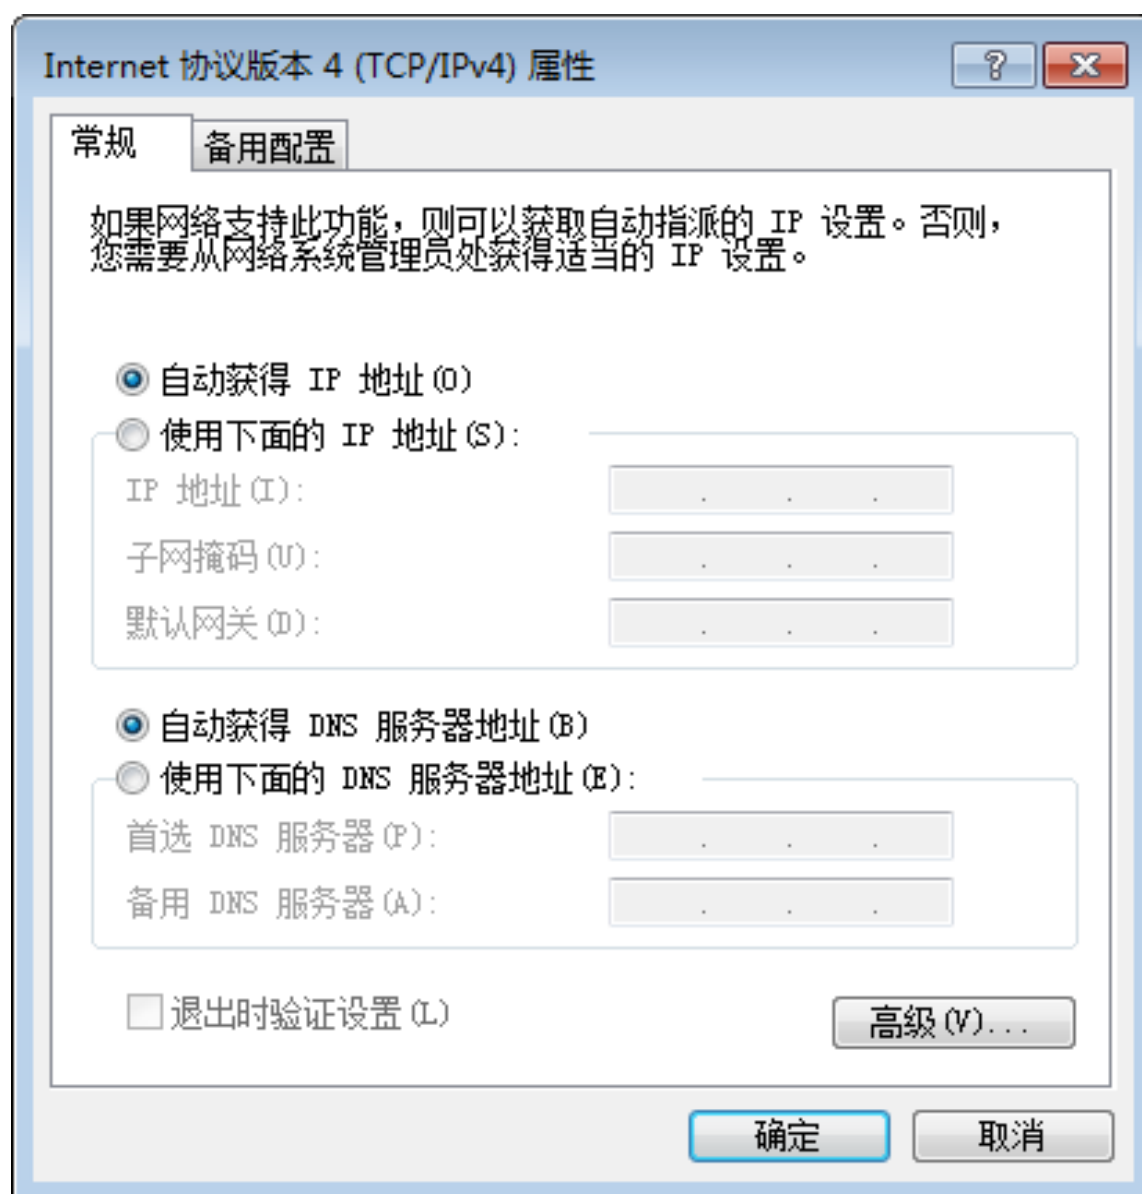 Internet 协议版本 4 (TCP/IPv4) 属性
常规
备用配置
如果网络支持此功能，则可以获取自动指派的 IP 设置。否则，
您需要从网络系统管理员处获得适当的 IP 设置。
自动获得 IP 地址(O)
使用下面的 IP 地址(S):
IP 地址(I):
子网掩码(U):
默认网关(D):
自动获得 DNS 服务器地址(B)
使用下面的 DNS 服务器地址(E):
首选 DNS 服务器(P):
备用 DNS 服务器(A):
退出时验证设置(L)
高级(V)...
确定
取消